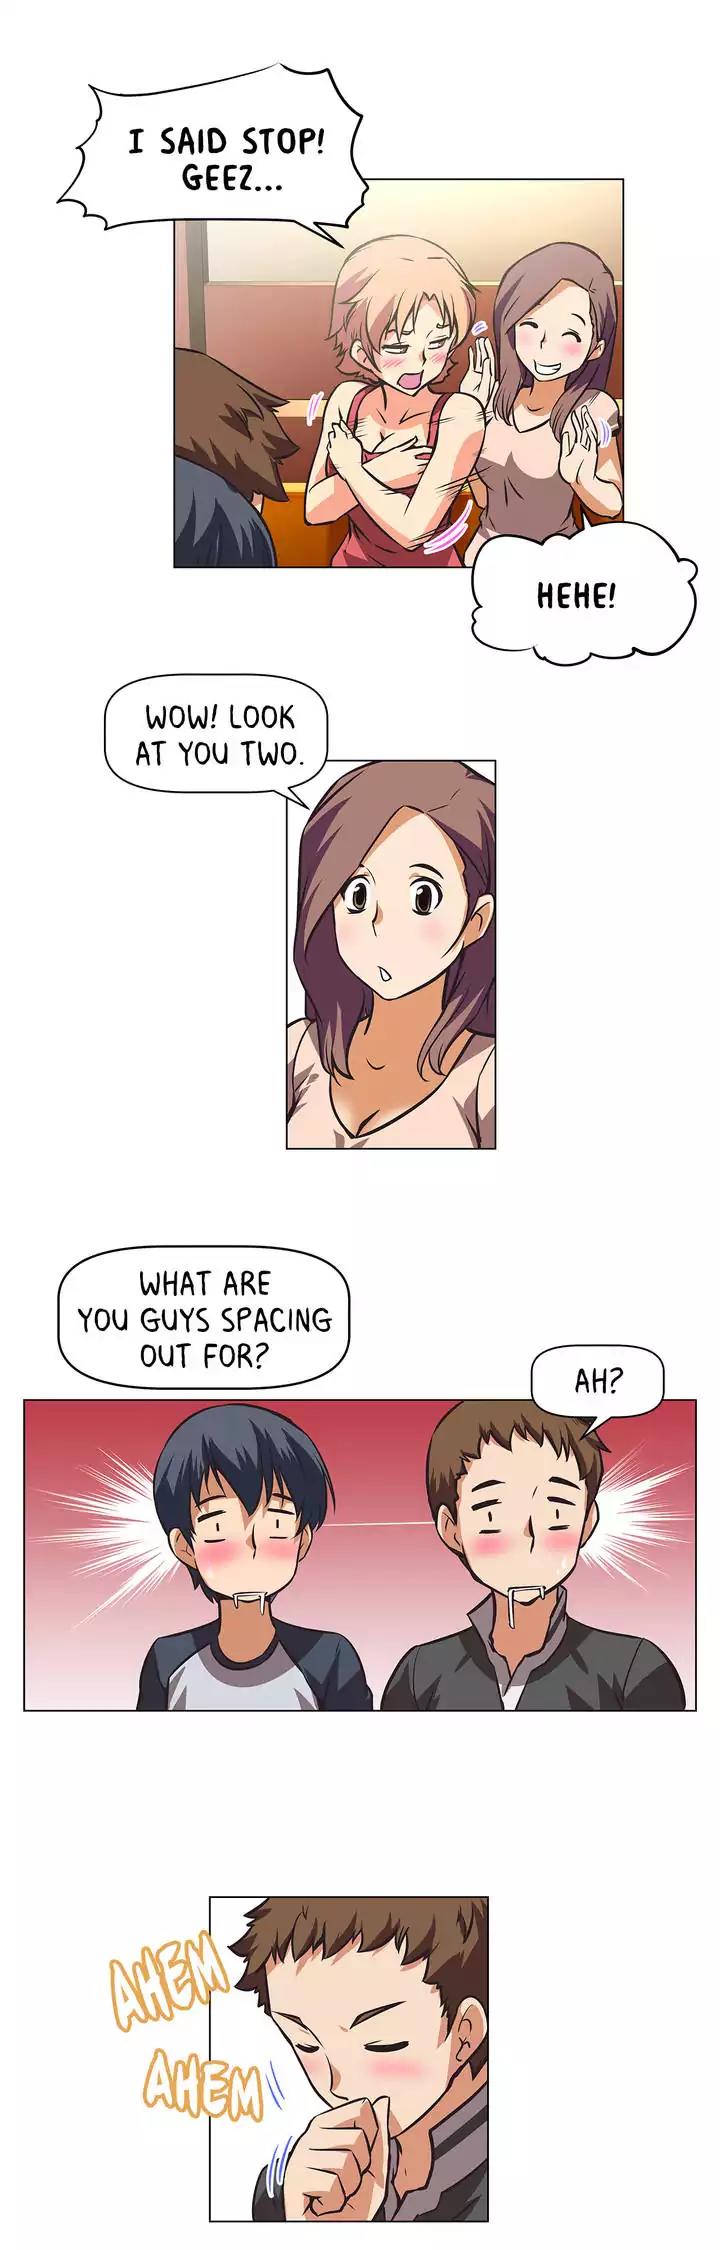 I SAID STOP!
GEEZ...
HEHE!
WOW! LOOK
AT YOU TWO.
WHAT ARE
YOU GUYS SPACING
OUT FOR?
AH?
AHEM
AHEM